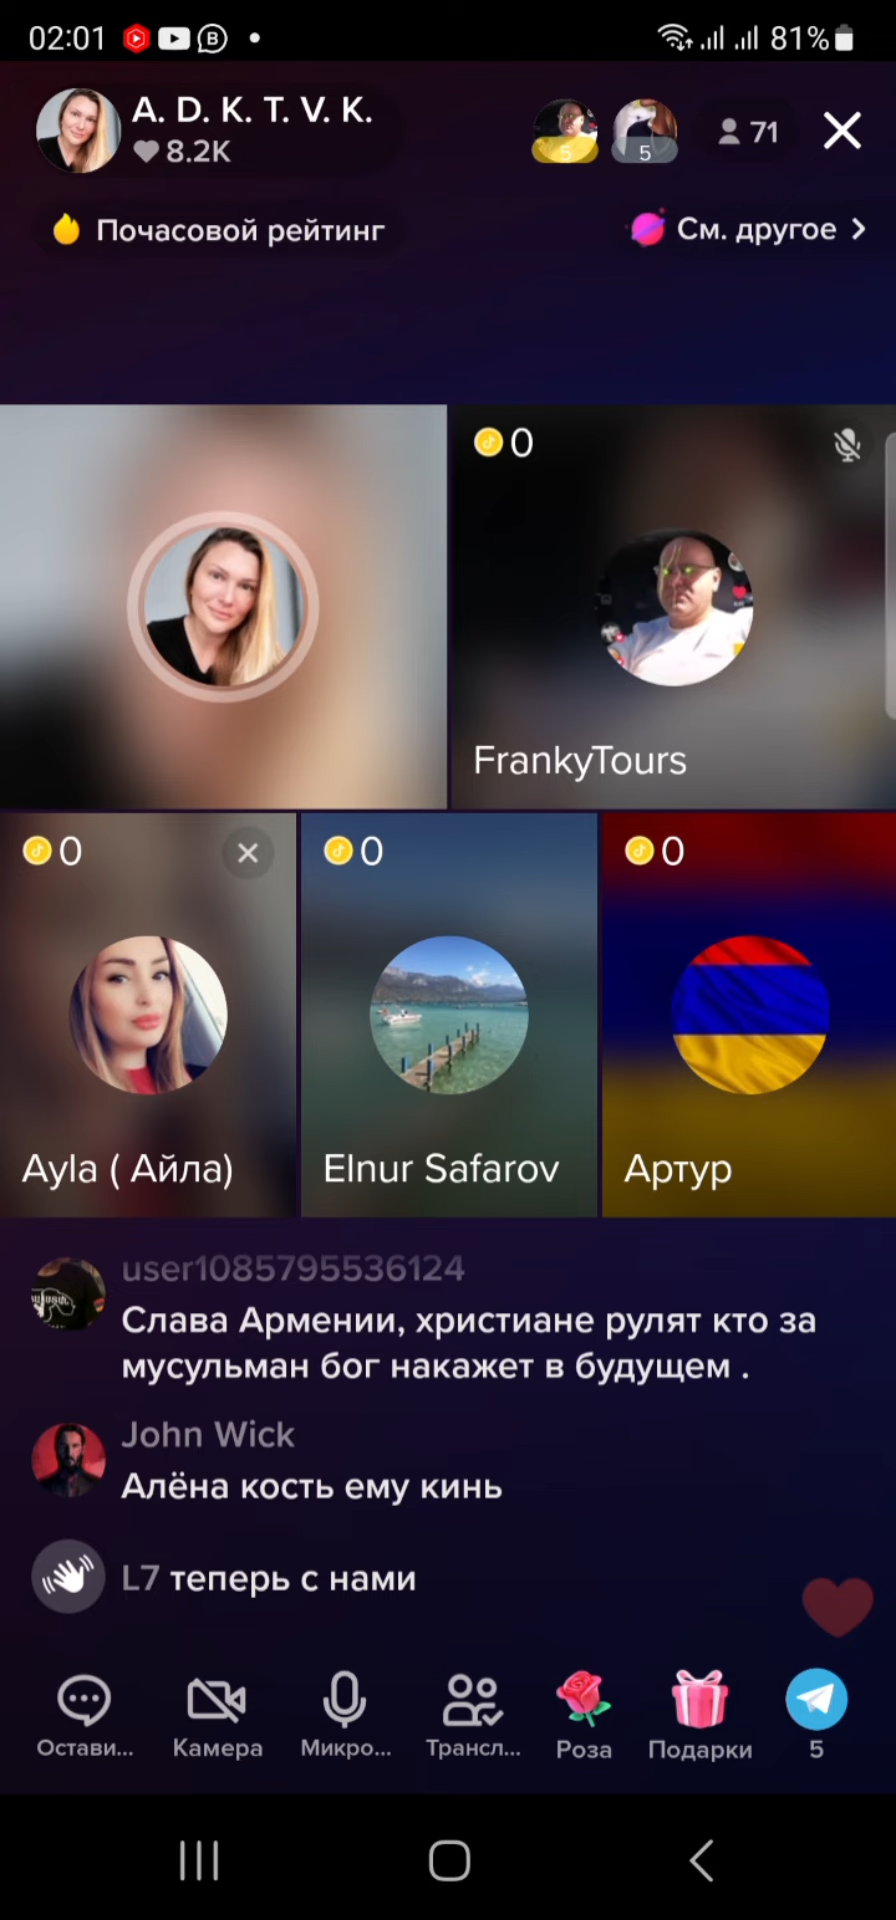 02:01
81%
A. D. K. T. V. K.
8.2K
5
5
71
Почасовой рейтинг
См. другое
0
FrankyTours
0
0
0
Ayla ( Айла)
Elnur Safarov
Артур
user1085795536124
Слава Армении, христиане рулят кто за
мусульман бог накажет в будущем .
John Wick
Алёна кость ему кинь
L7 теперь с нами
Остави...
Камера
Микро...
Трансл...
Роза
Подарки
5